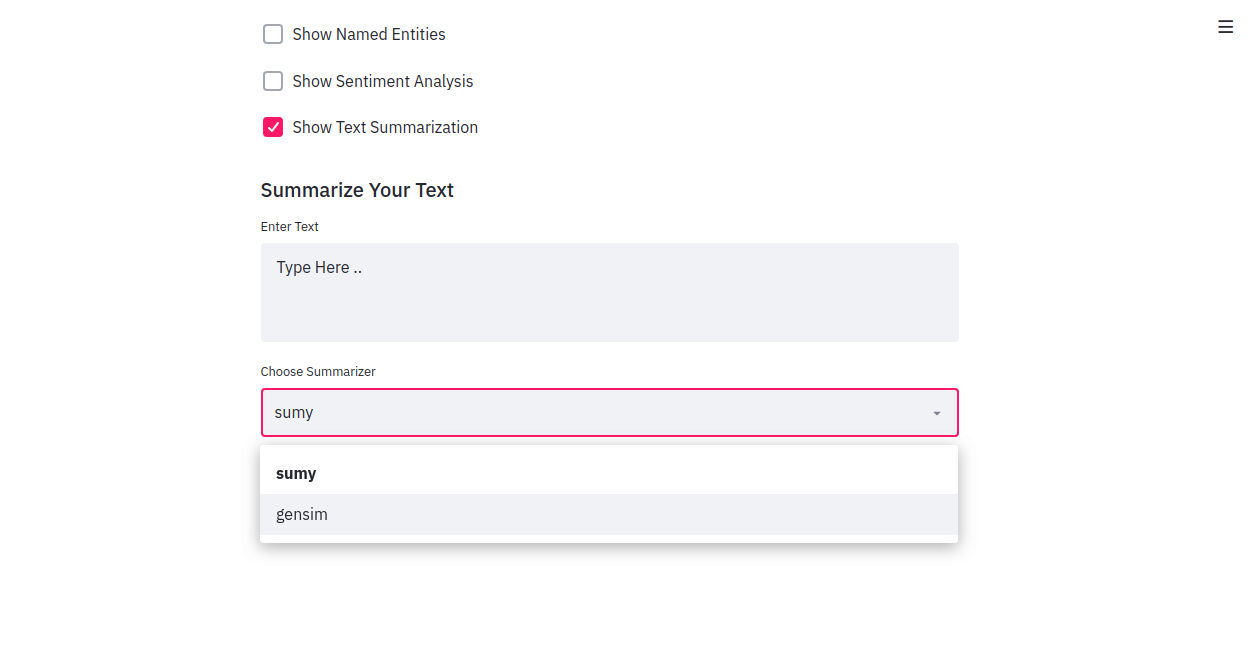 Show Named Entities
Show Sentiment Analysis
Show Text Summarization
Summarize Your Text
Enter Text
Type Here ..
Choose Summarizer
sumy
sumy
gensim